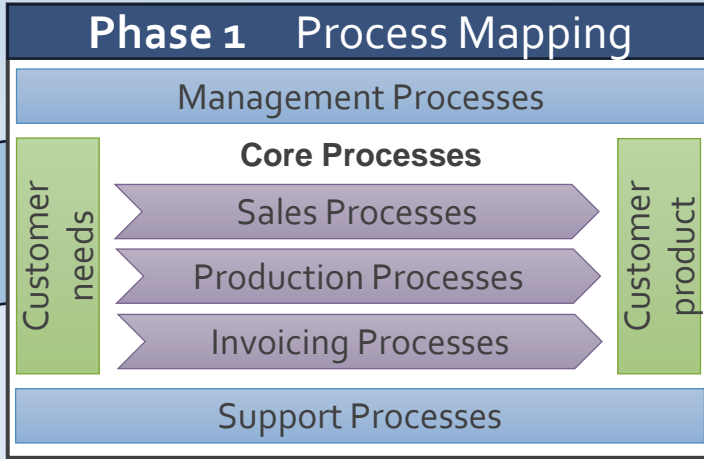 Phase 1 Process Mapping
Management Processes
Core Processes
Customer
needs
Sales Processes
Production Processes
Invoicing Processes
Customer
product
Support Processes